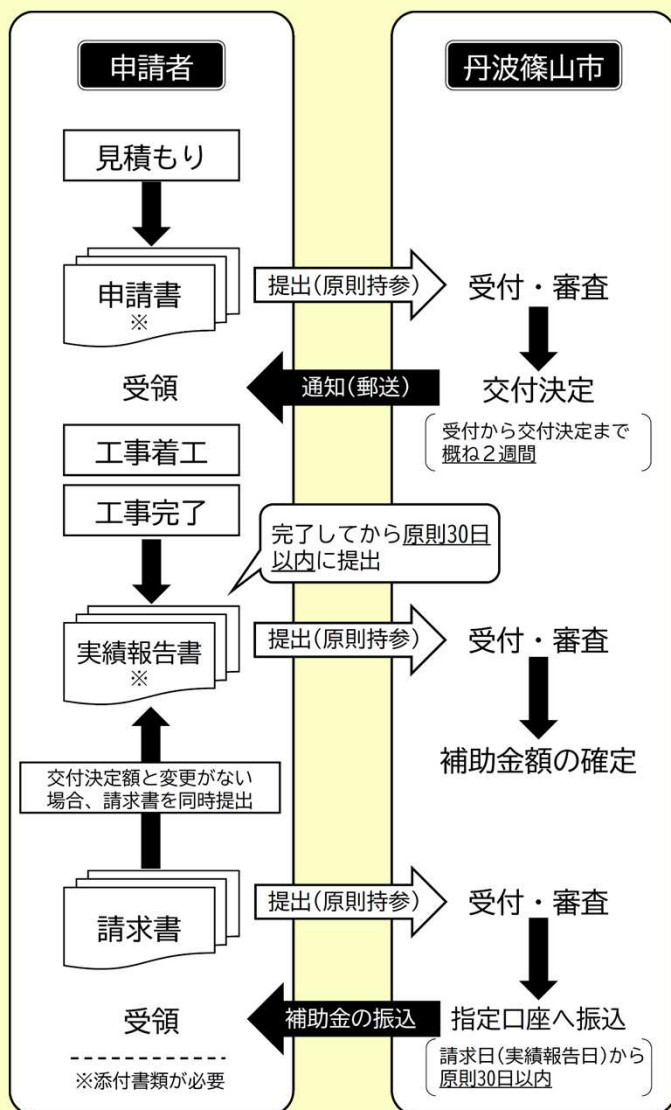 申請者
丹波篠山市
見積もり
申請書
※
提出(原則持参)
受付・審査
受領
通知(郵送)
交付決定
受付から交付決定まで
概ね2週間
工事着工
工事完了
完了してから原則30日
以内に提出
実績報告書
※
提出(原則持参)
受付・審査
補助金額の確定
交付決定額と変更がない
場合、請求書を同時提出
請求書
提出(原則持参)
受付・審査
受領
補助金の振込
指定口座へ振込
請求日(実績報告日)から
原則30日以内
※添付書類が必要